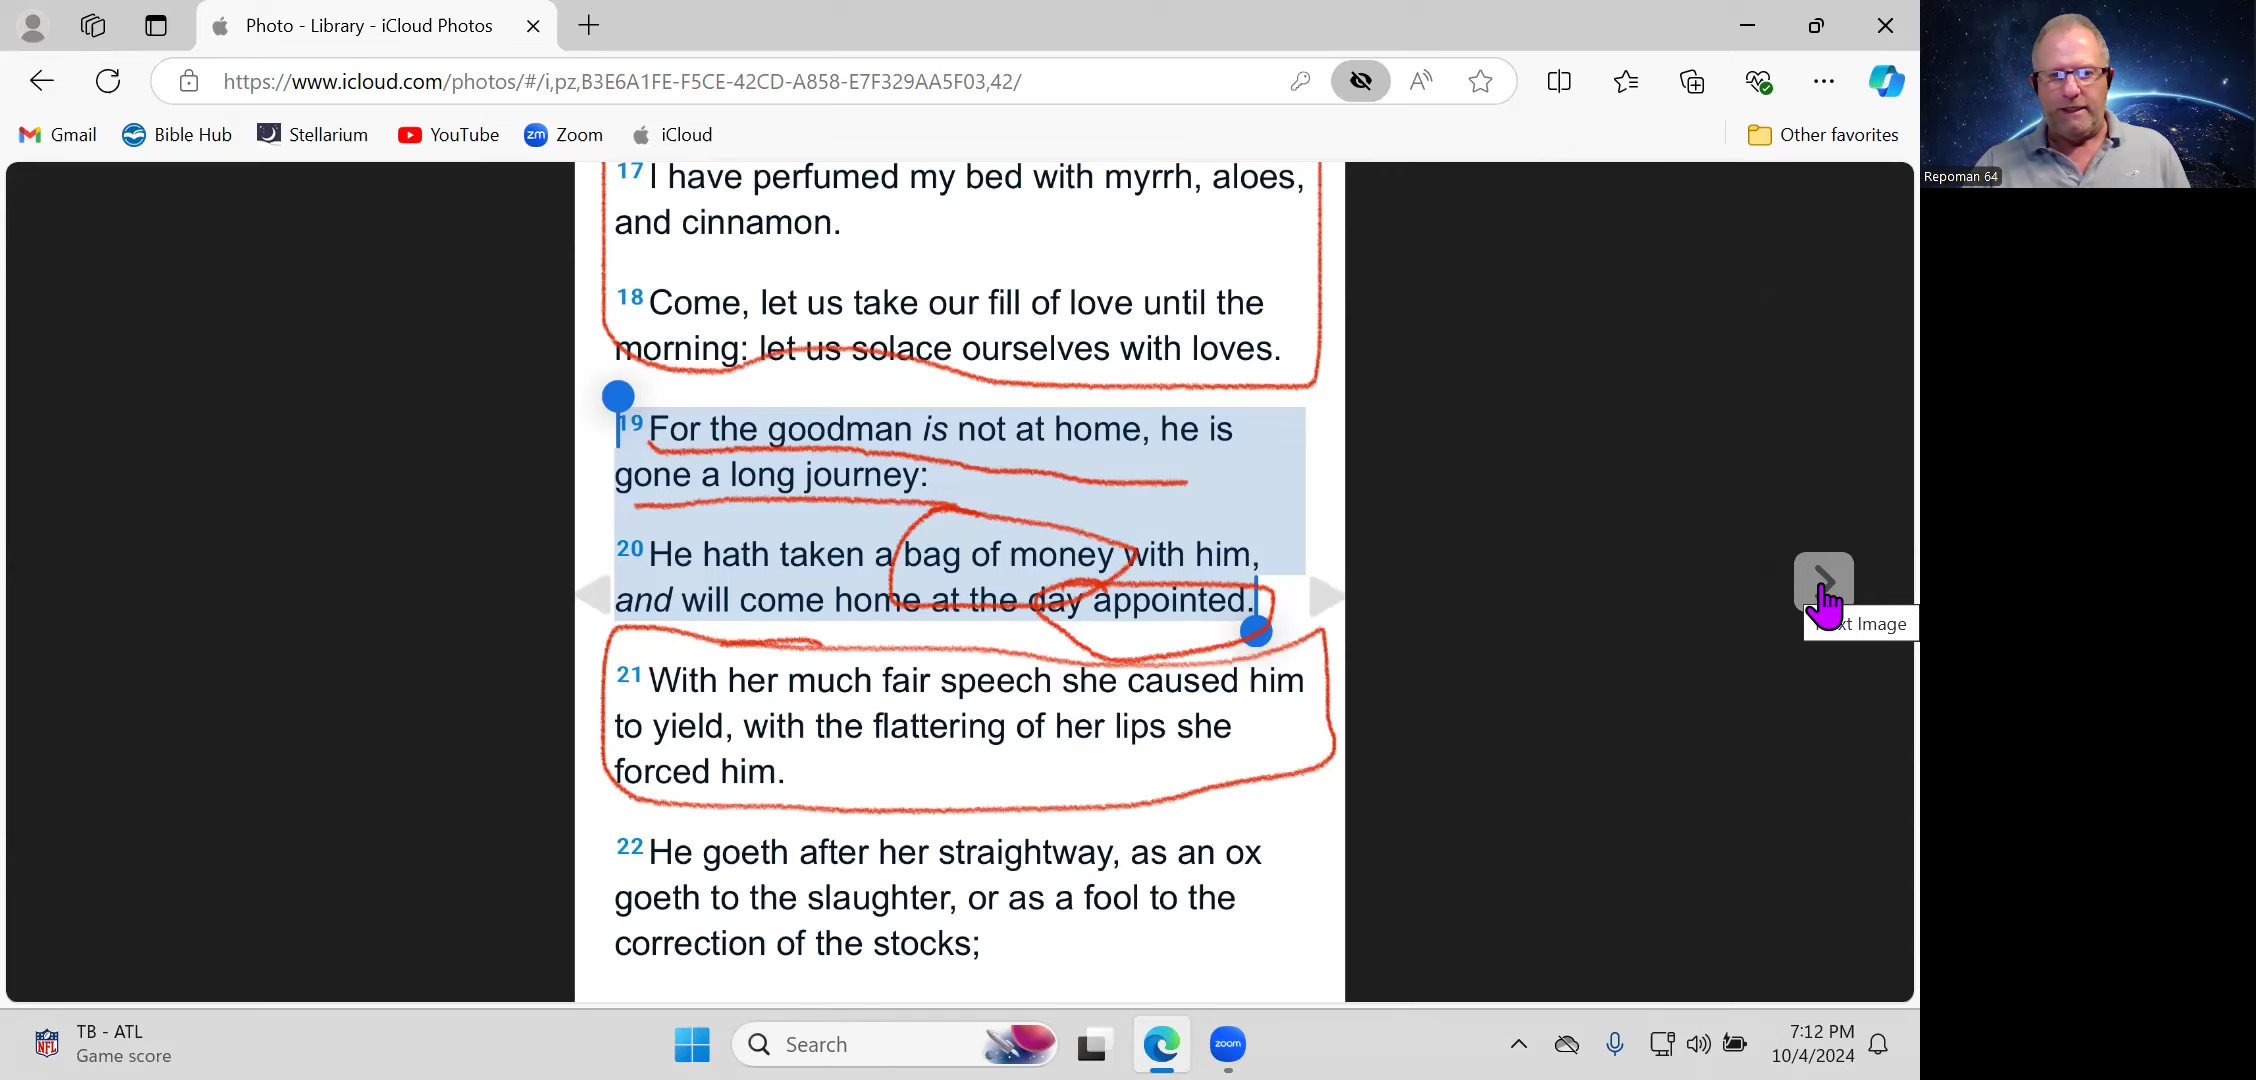 Photo - Library - iCloud Photos
https://www.icloud.com/photos/#/i,pz,B3E6A1FE-F5CE-42CD-A858-E7F329AA5F03,42/
Gmail
Bible Hub
Stellarium
YouTube
zm Zoom
iCloud
Other favorites
Repoman 64
17 I have perfumed my bed with myrrh, aloes,
and cinnamon.
18 Come, let us take our fill of love until the
morning: let us solace ourselves with loves.
19 For the goodman is not at home, he is
gone a long journey:
20 He hath taken a bag of money with him,
and will come home at the day appointed.
21 With her much fair speech she caused him
to yield, with the flattering of her lips she
forced him.
22 He goeth after her straightway, as an ox
goeth to the slaughter, or as a fool to the
correction of the stocks;
Image
NFL
TB - ATL
Game score
Search
zoom
7:12 PM
10/4/2024